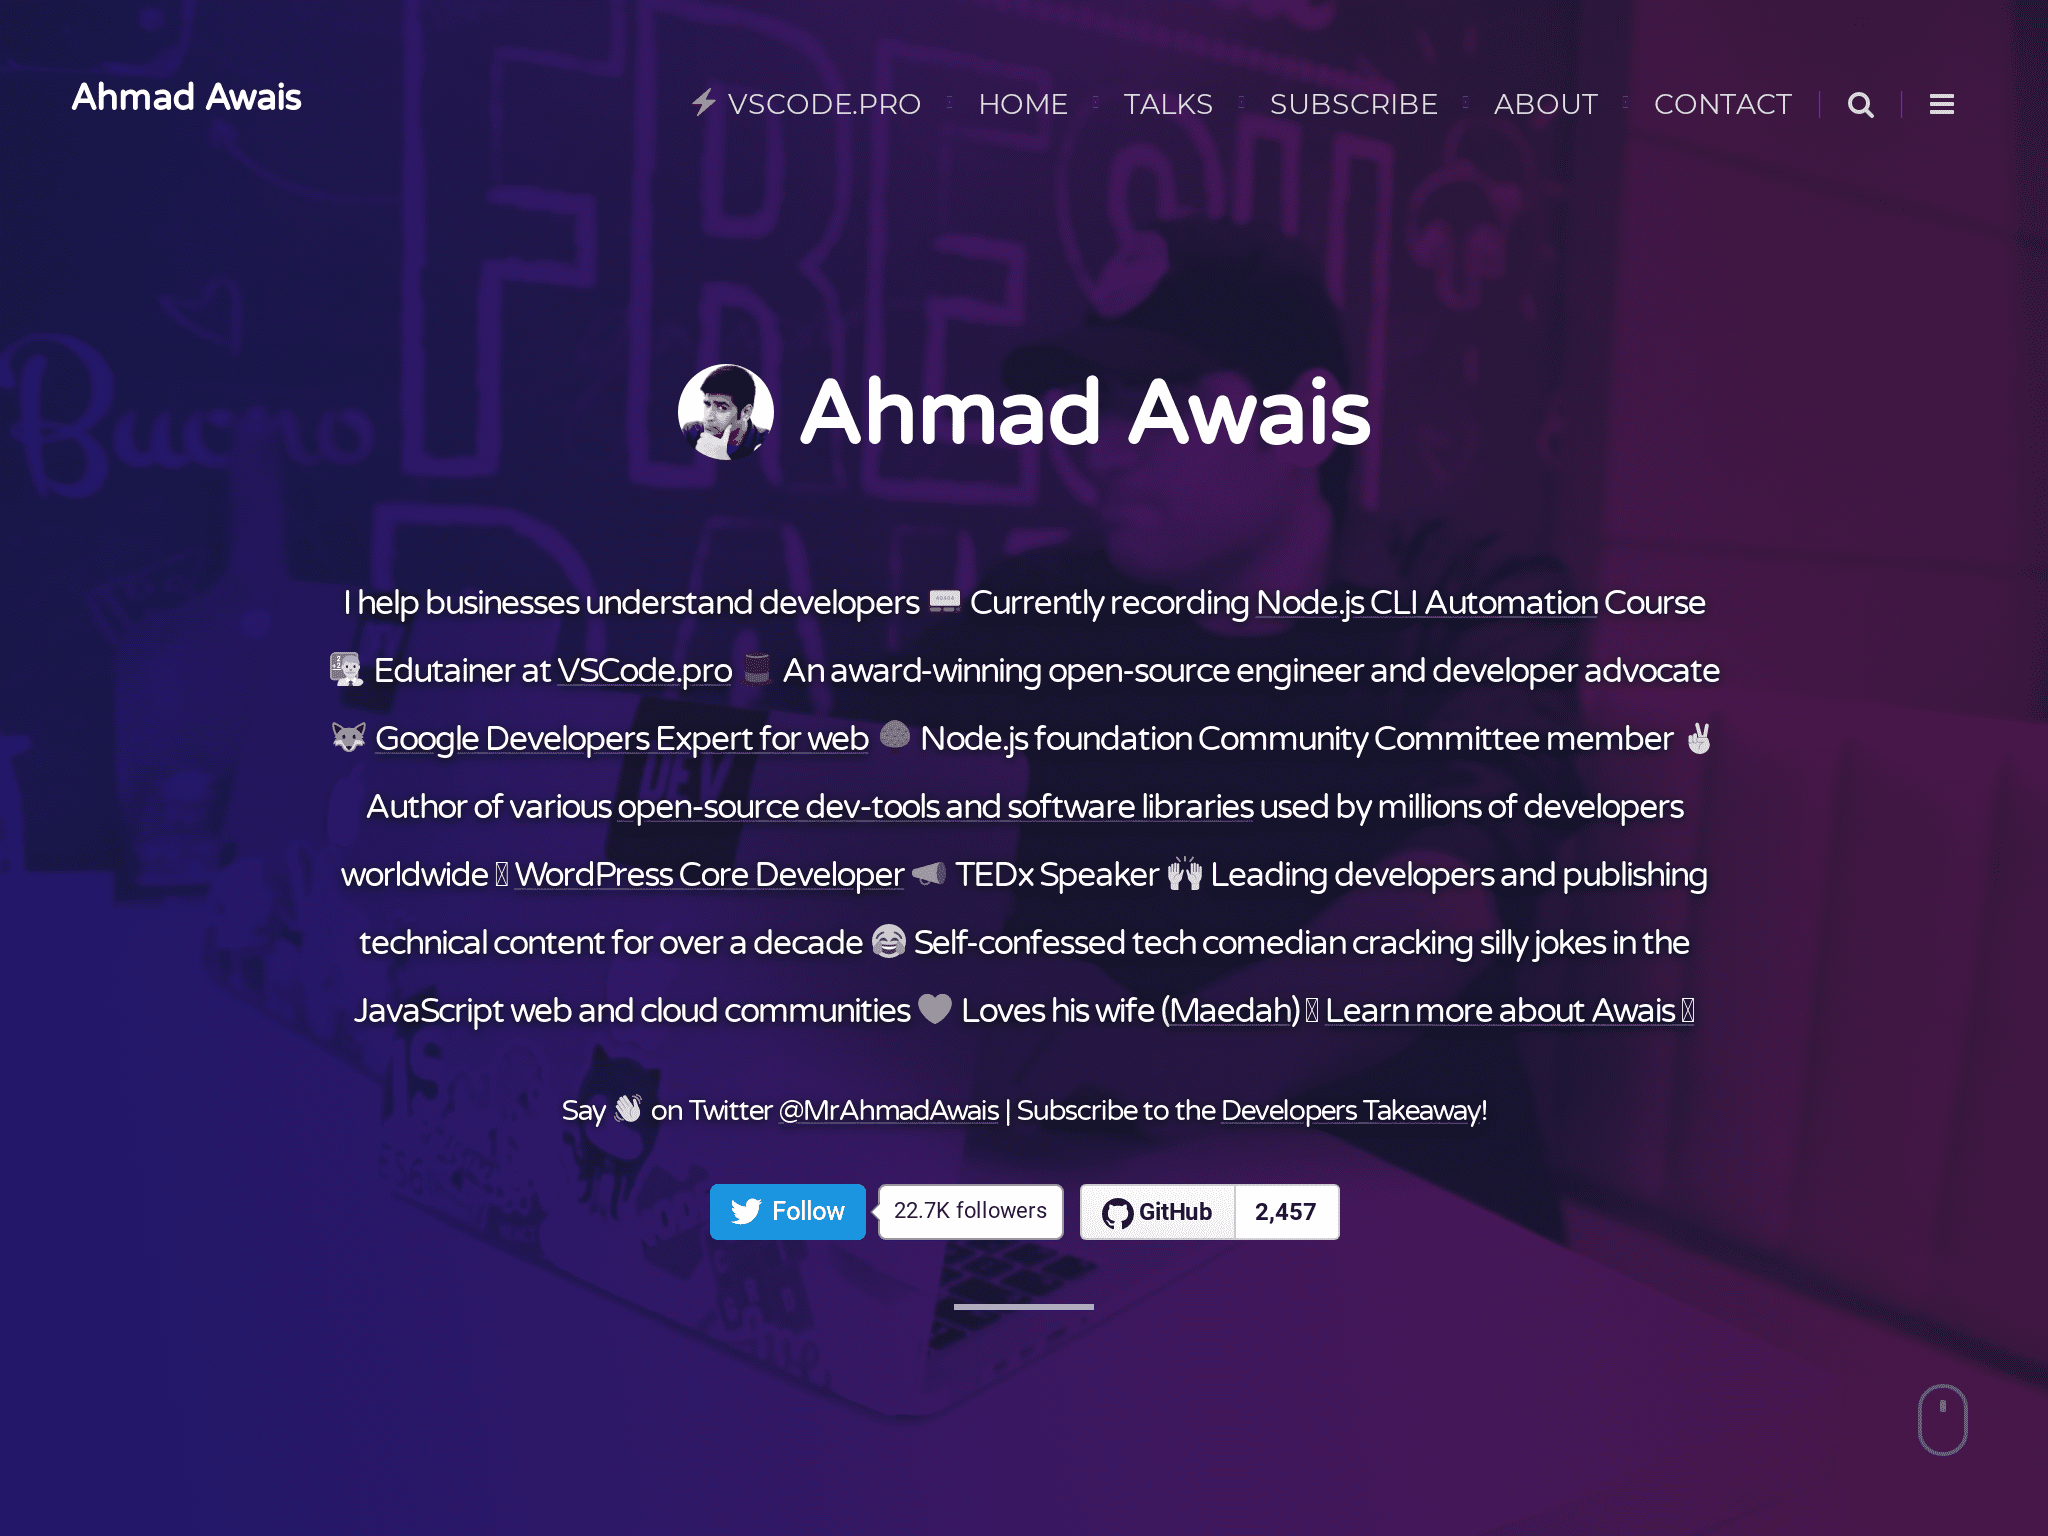 Ahmad Awais
⚡ VSCODE.PRO HOME TALKS SUBSCRIBE ABOUT CONTACT
FRESH
Bueno
Ahmad Awais
I help businesses understand developers ⌨️ Currently recording Node.js CLI Automation Course
👨‍🏫 Edutainer at VSCode.pro 🎩 An award-winning open-source engineer and developer advocate
🦊 Google Developers Expert for web Node.js foundation Community Committee member ✌️
Author of various open-source dev-tools and software libraries used by millions of developers
worldwide WordPress Core Developer 📣 TEDx Speaker 🙌 Leading developers and publishing
technical content for over a decade 😂 Self-confessed tech comedian cracking silly jokes in the
JavaScript web and cloud communities ♥ Loves his wife (Maedah) Learn more about Awais
DEV
Say 👋 on Twitter @MrAhmadAwais | Subscribe to the Developers Takeaway!
Follow 22.7K followers GitHub 2,457